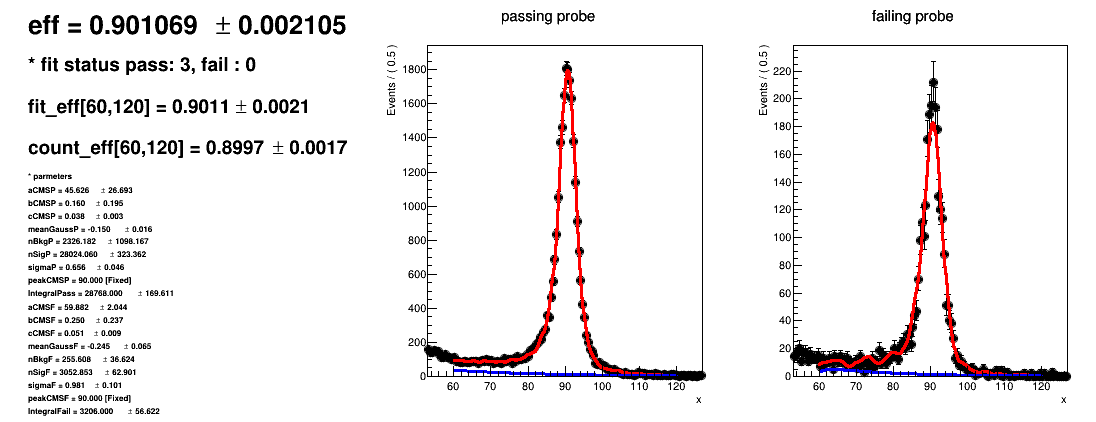 eff = 0.901069 ± 0.002105
* fit status pass: 3, fail : 0
fit_eff[60,120] = 0.9011 ± 0.0021
count_eff[60,120] = 0.8997 ± 0.0017
* parmeters
aCMSP = 45.626 ± 26.693
bCMSP = 0.160 ± 0.195
cCMSP = 0.038 ± 0.003
meanGaussP = -0.150 ± 0.016
nBkgP = 2326.182 ± 1098.167
nSigP = 28024.060 ± 323.362
sigmaP = 0.656 ± 0.046
peakCMSP = 90.000 [Fixed]
IntegralPass = 28768.000 ± 169.611
aCMSF = 59.882 ± 2.044
bCMSF = 0.250 ± 0.237
cCMSF = 0.051 ± 0.009
meanGaussF = -0.245 ± 0.065
nBkgF = 255.608 ± 36.624
nSigF = 3052.853 ± 62.901
sigmaF = 0.981 ± 0.101
peakCMSF = 90.000 [Fixed]
IntegralFail = 3206.000 ± 56.622
passing probe
Events / ( 0.5 )
1800
1600
1400
1200
1000
800
600
400
200
0
60 70 80 90 100 110 120
x
failing probe
Events / ( 0.5 )
220
200
180
160
140
120
100
80
60
40
20
0
60 70 80 90 100 110 120
x